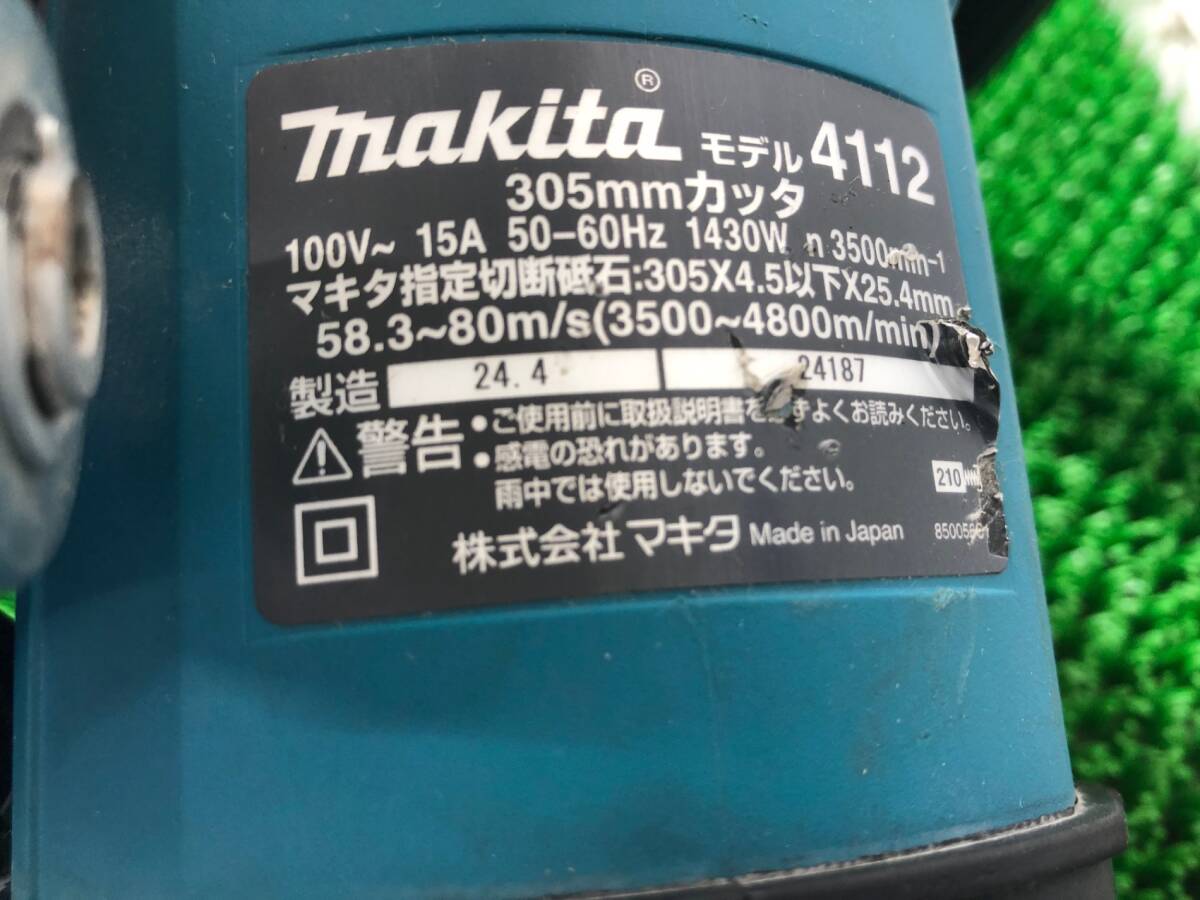 makita® モデル 4112
305mmカッタ
100V~ 15A 50-60Hz 1430W n 3500min-1
マキタ指定切断砥石:305X4.5以下X25.4mm
58.3~80m/s(3500~4800m/min
製造 24.4 24187
警告 ・ご使用前に取扱説明書を ずよくお読みください。
・感電の恐れがあります。
雨中では使用しないでください。
210
株式会社 マキタ Made in Japan